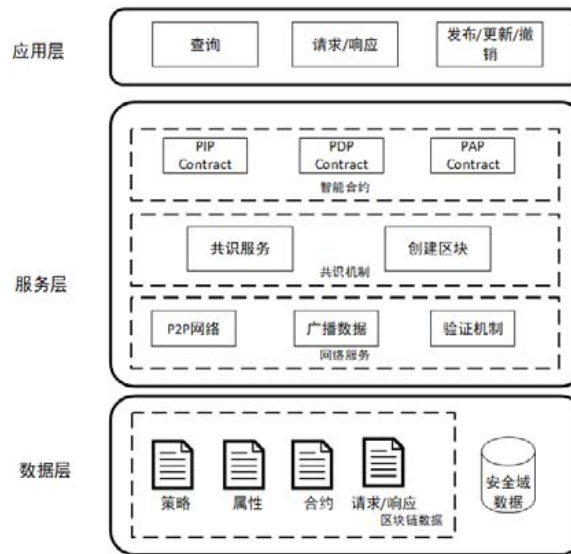 应用层
查询
请求/响应
发布/更新/撤
销
服务层
PIP
Contract
PDP
Contract
PAP
Contract
智能合约
共识服务
创建区块
共识机制
P2P网络
广播数据
验证机制
网络服务
数据层
策略
属性
合约
请求/响应
区块链数据
安全域
数据